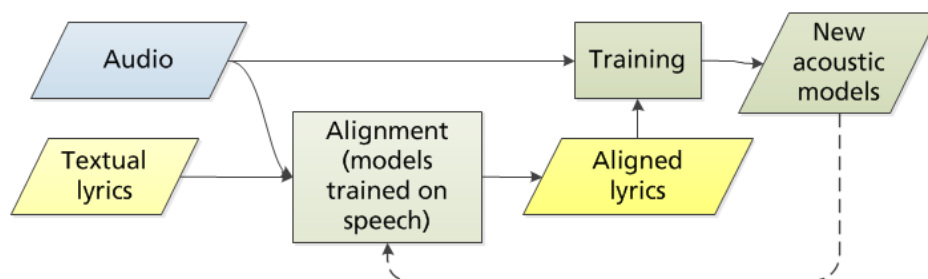 Audio
Training
New
acoustic
models
Textual
lyrics
Alignment
(models
trained on
speech)
Aligned
lyrics